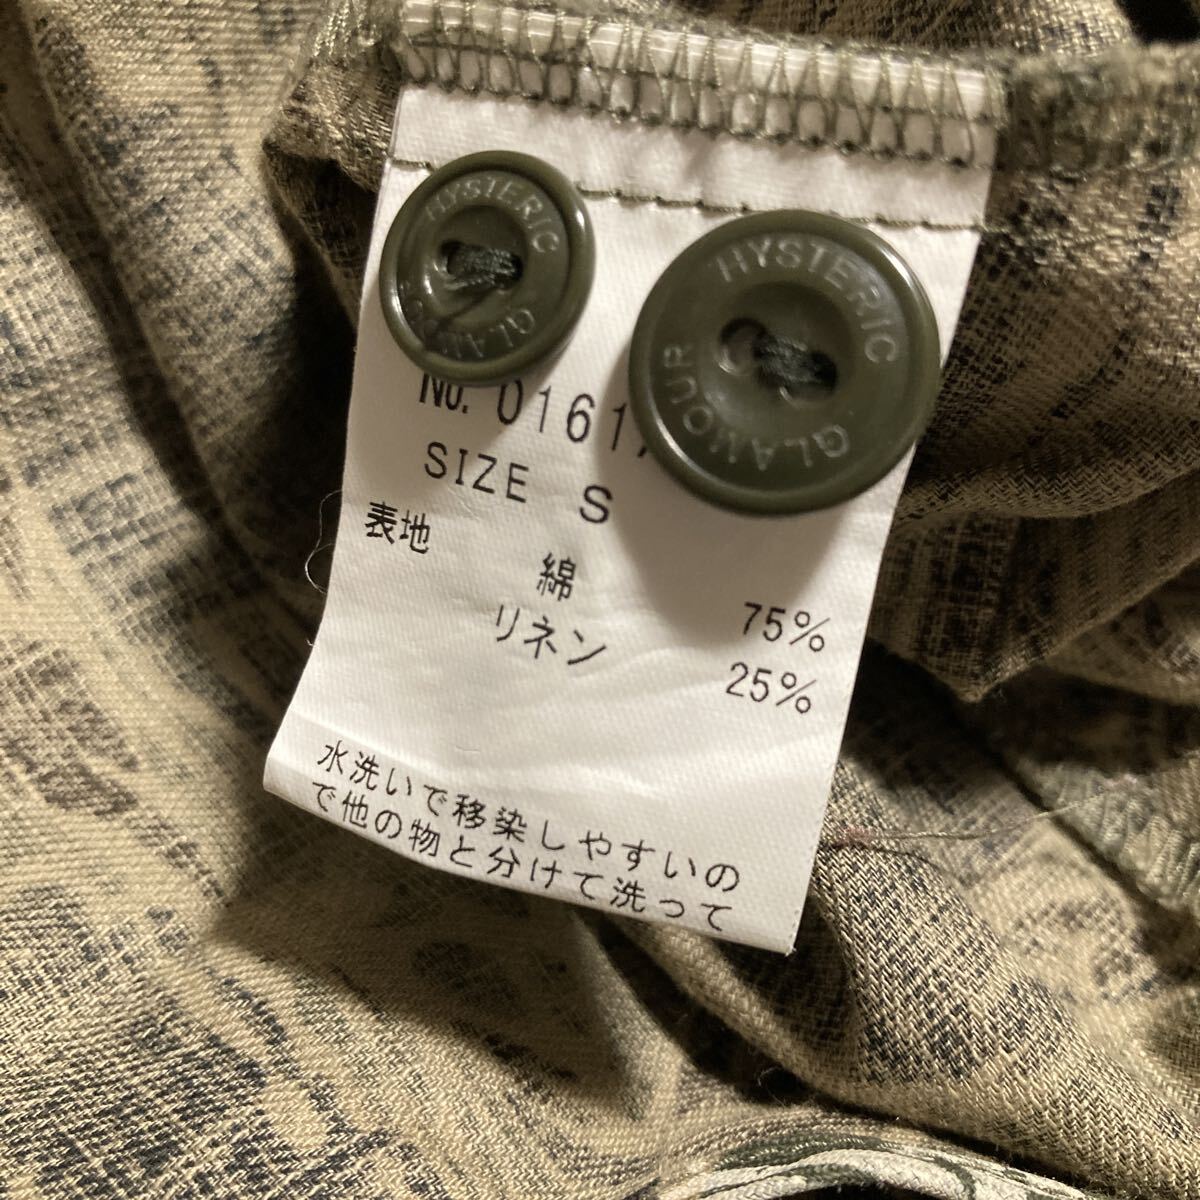 HYSTERIC
HYSTERIC
GLAMOUR
No. 0161
SIZE S
表地
綿 75%
リネン 25%
水洗いで移染しやすいの
で他の物と分けて洗って